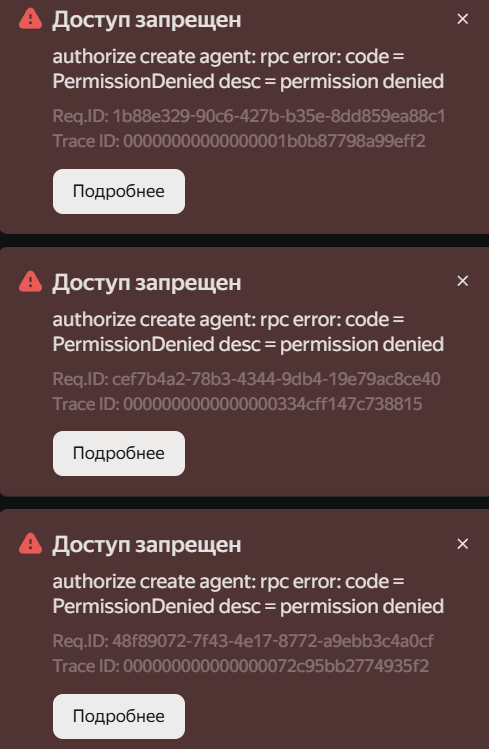 Доступ запрещен
authorize create agent: rpc error: code =
PermissionDenied desc = permission denied
Req.ID: 1b88e329-90c6-427b-b35e-8dd859ea88c1
Trace ID: 00000000000000001b0b87798a99eff2
Подробнее
Доступ запрещен
authorize create agent: rpc error: code =
PermissionDenied desc = permission denied
Req.ID: cef7b4a2-78b3-4344-9db4-19e79ac8ce40
Trace ID: 0000000000000000334cff147c738815
Подробнее
Доступ запрещен
authorize create agent: rpc error: code =
PermissionDenied desc = permission denied
Req.ID: 48f89072-7f43-4e17-8772-a9ebb3c4a0cf
Trace ID: 000000000000000072c95bb2774935f2
Подробнее